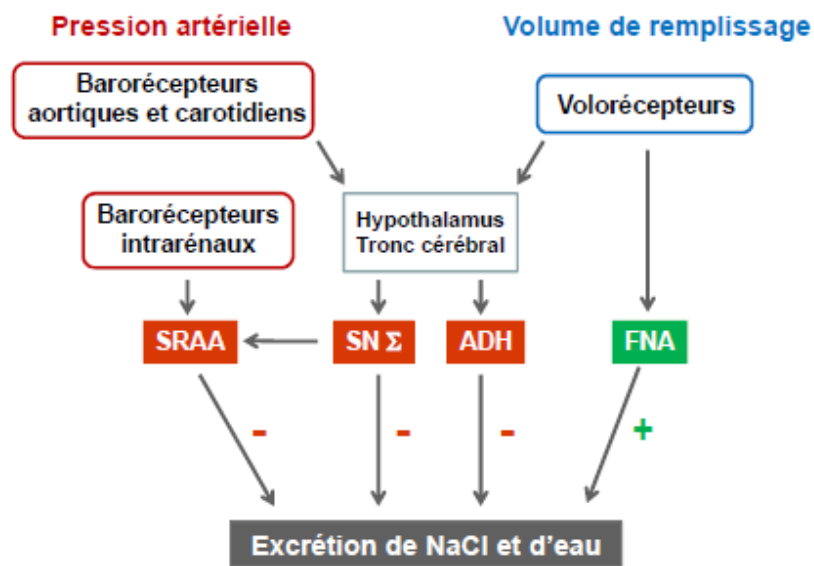 Pression artérielle
Volume de remplissage
Barorécepteurs
aortiques et carotidiens
Volorécepteurs
Barorécepteurs
intrarénaux
Hypothalamus
Tronc cérébral
SRAA
SN Σ
ADH
FNA
-
-
-
+
Excrétion de NaCl et d'eau